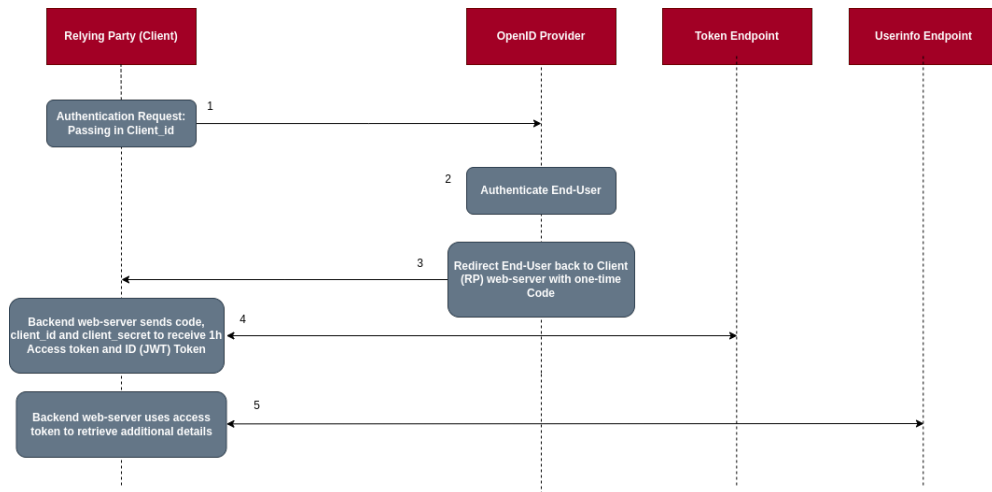 Relying Party (Client)
OpenID Provider
Token Endpoint
Userinfo Endpoint
1
Authentication Request:
Passing in Client_id
2
Authenticate End-User
3
Redirect End-User back to Client
(RP) web-server with one-time
Code
4
Backend web-server sends code,
client_id and client_secret to receive 1h
Access token and ID (JWT) Token
5
Backend web-server uses access
token to retrieve additional details